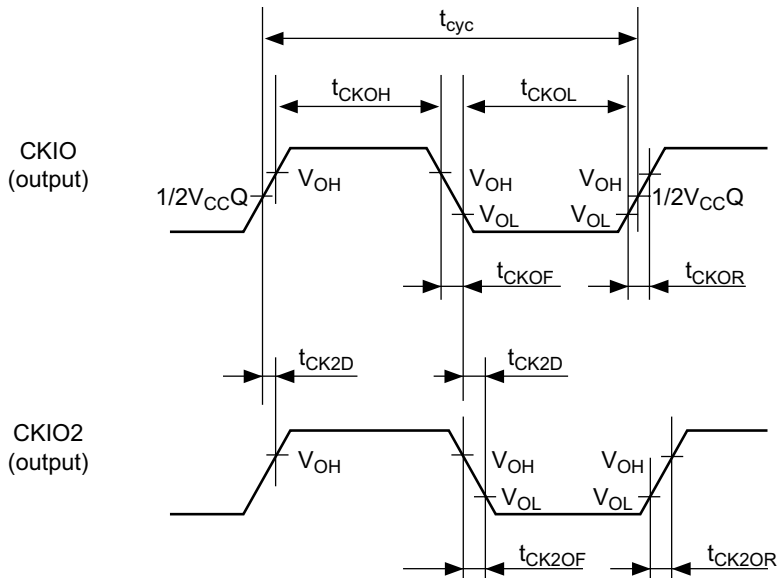 tcyc
tCKOH
tCKOL
CKIO
(output)
VOH
VOH
VOH
1/2VCCQ
1/2VCCQ
VOL
VOL
tCKOF
tCKOR
tCK2D
tCK2D
CKIO2
(output)
VOH
VOH
VOH
VOL
VOL
tCK2OF
tCK2OR